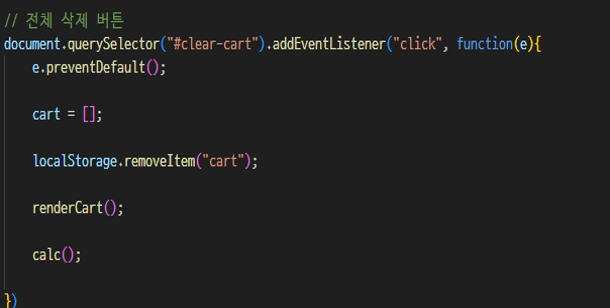 // 전체 삭제 버튼
document.querySelector("#clear-cart").addEventListener("click", function(e){
e.preventDefault();
cart = [];
localStorage.removeItem("cart");
renderCart();
calc();
})